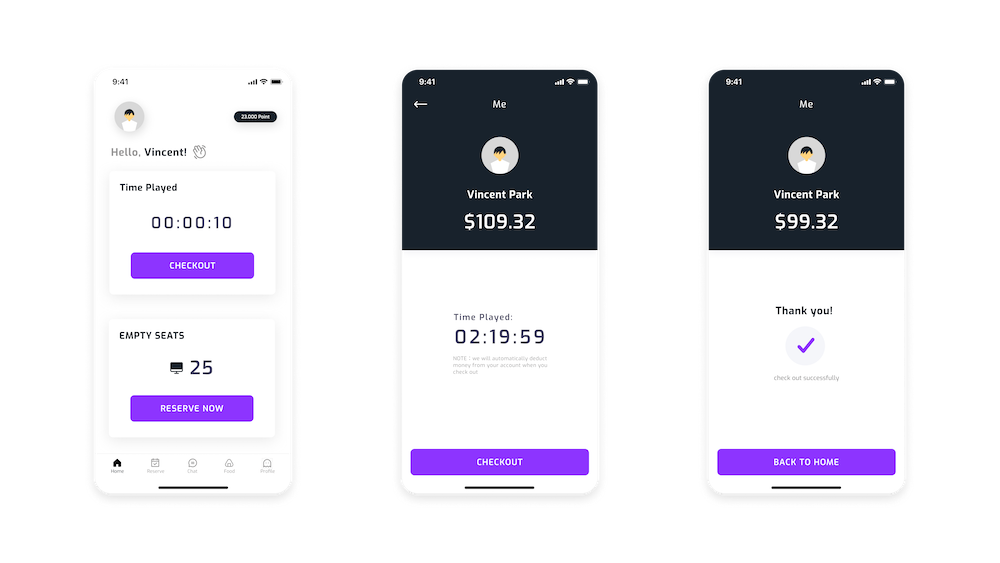 9:41
23.000 Point
Hello, Vincent!
Time Played
00:00:10
CHECKOUT
EMPTY SEATS
25
RESERVE NOW
Home
Reserve
Chat
Food
Profile
9:41
Me
Vincent Park
$109.32
Time Played:
02:19:59
NOTE : we will automatically deduct
money from your account when you
check out
CHECKOUT
9:41
Me
Vincent Park
$99.32
Thank you!
check out successfully
BACK TO HOME